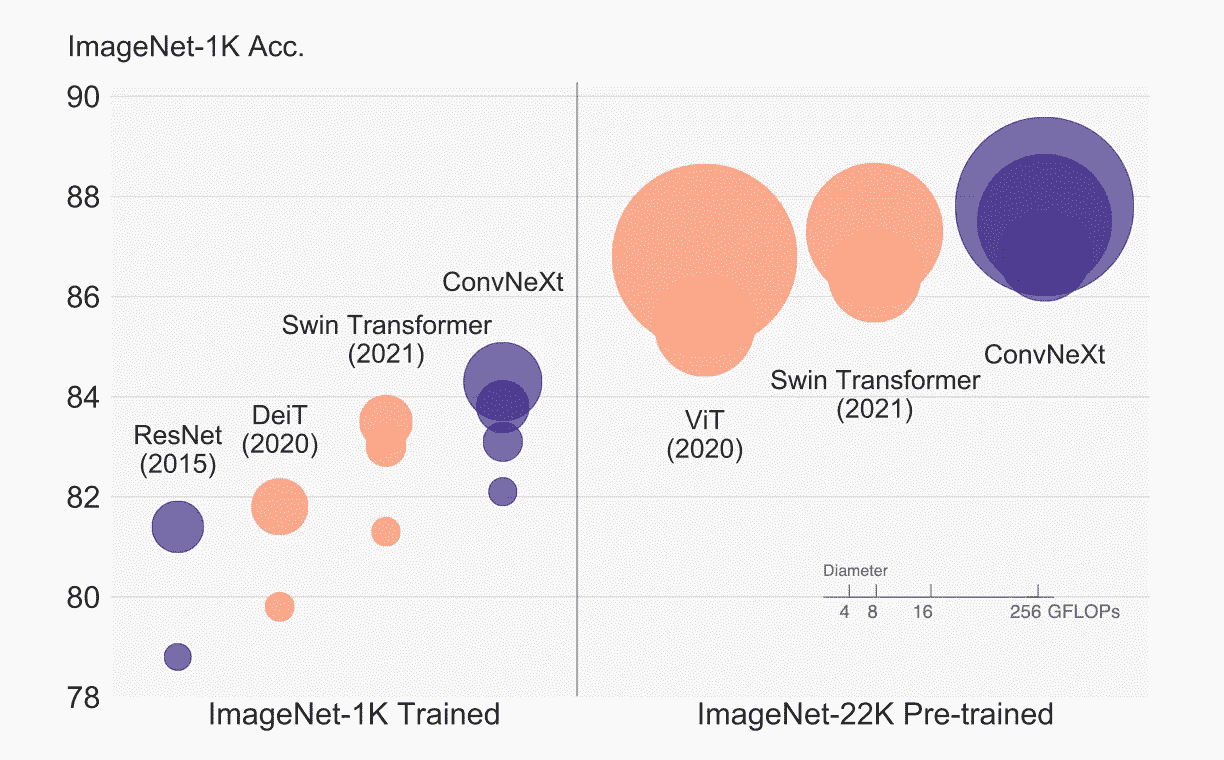 ImageNet-1K Acc.
90
88
86
84
82
80
78
ConvNeXt
Swin Transformer
(2021)
DeiT
(2020)
ResNet
(2015)
ConvNeXt
Swin Transformer
(2021)
ViT
(2020)
Diameter
4 8 16 256 GFLOPs
ImageNet-1K Trained
ImageNet-22K Pre-trained